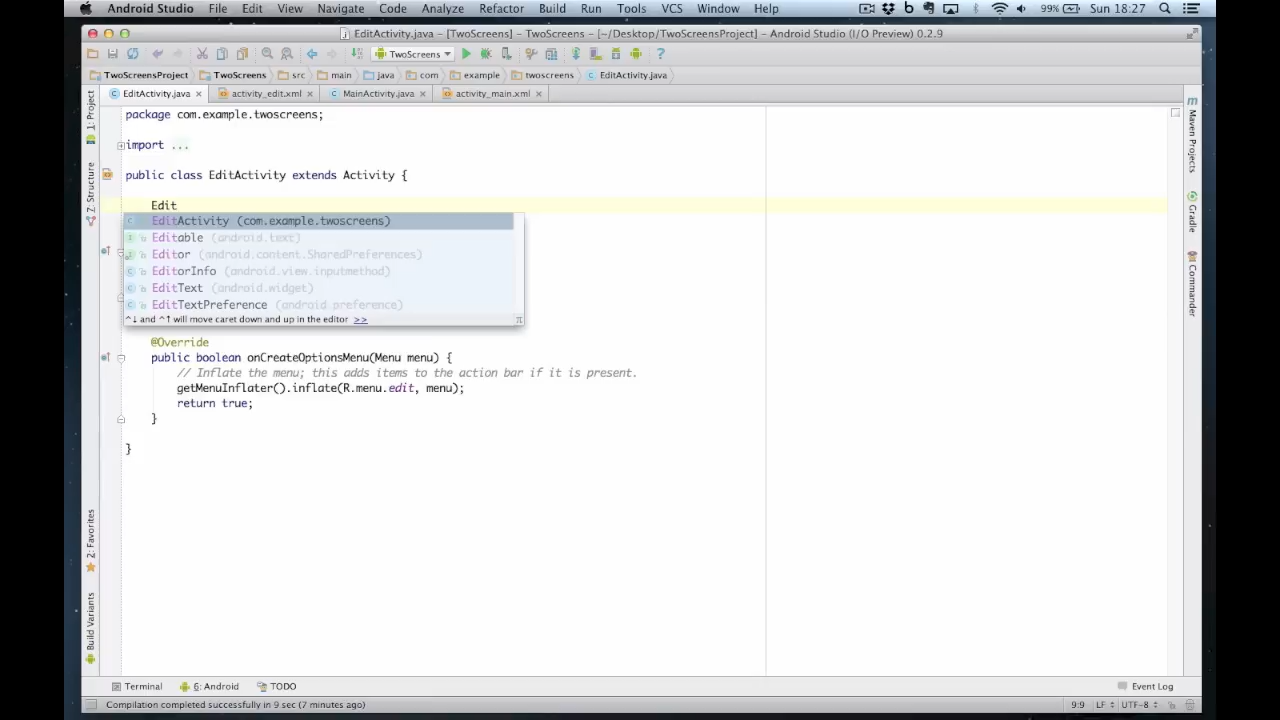 Android Studio File Edit View Navigate Code Analyze Refactor Build Run Tools VCS Window Help 99% Sun 18:27
EditActivity.java - [TwoScreens] - TwoScreens - [~/Desktop/TwoScreensProject] - Android Studio (I/O Preview) 0.2.9
TwoScreens
TwoScreensProject TwoScreens src main java com example twoscreens EditActivity.java
EditActivity.java activity_edit.xml MainActivity.java activity_main.xml
1: Project
Z: Structure
2: Favorites
Build Variants
package com.example.twoscreens;
import ...
public class EditActivity extends Activity {
Edit
EditActivity (com.example.twoscreens)
Editable (android.text)
Editor (android.content.SharedPreferences)
EditorInfo (android.view.inputmethod)
EditText (android.widget)
EditTextPreference (android.preference)
^↓ and ^↑ will move caret down and up in the editor >> π
@Override
public boolean onCreateOptionsMenu(Menu menu) {
// Inflate the menu; this adds items to the action bar if it is present.
getMenuInflater().inflate(R.menu.edit, menu);
return true;
}
}
Maven Projects
Gradle
Commander
Terminal 6: Android TODO Event Log
Compilation completed successfully in 9 sec (7 minutes ago) 9:9 LF UTF-8